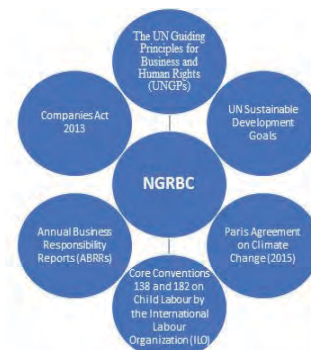 The UN Guiding
Principles for
Business and
Human Rights
(UNGPs)
Companies Act
2013
UN Sustainable
Development
Goals
NGRBC
Annual Business
Responsibility
Reports (ABRRs)
Paris Agreement
on Climate
Change (2015)
Core Conventions
138 and 182 on
Child Labour by
the International
Labour
Organization (ILO)